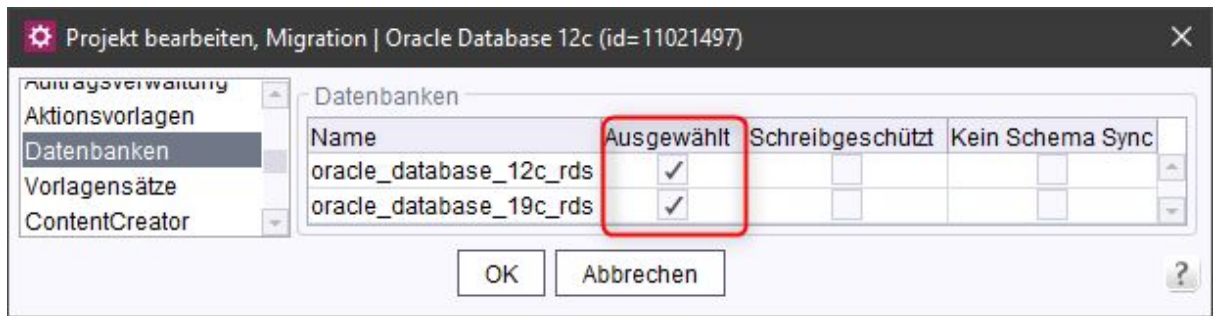 Projekt bearbeiten, Migration | Oracle Database 12c (id=11021497)
Auftragsverwaltung
Aktionsvorlagen
Datenbanken
Vorlagensätze
ContentCreator
Datenbanken
Name Ausgewählt Schreibgeschützt Kein Schema Sync
oracle_database_12c_rds
oracle_database_19c_rds
OK Abbrechen ?